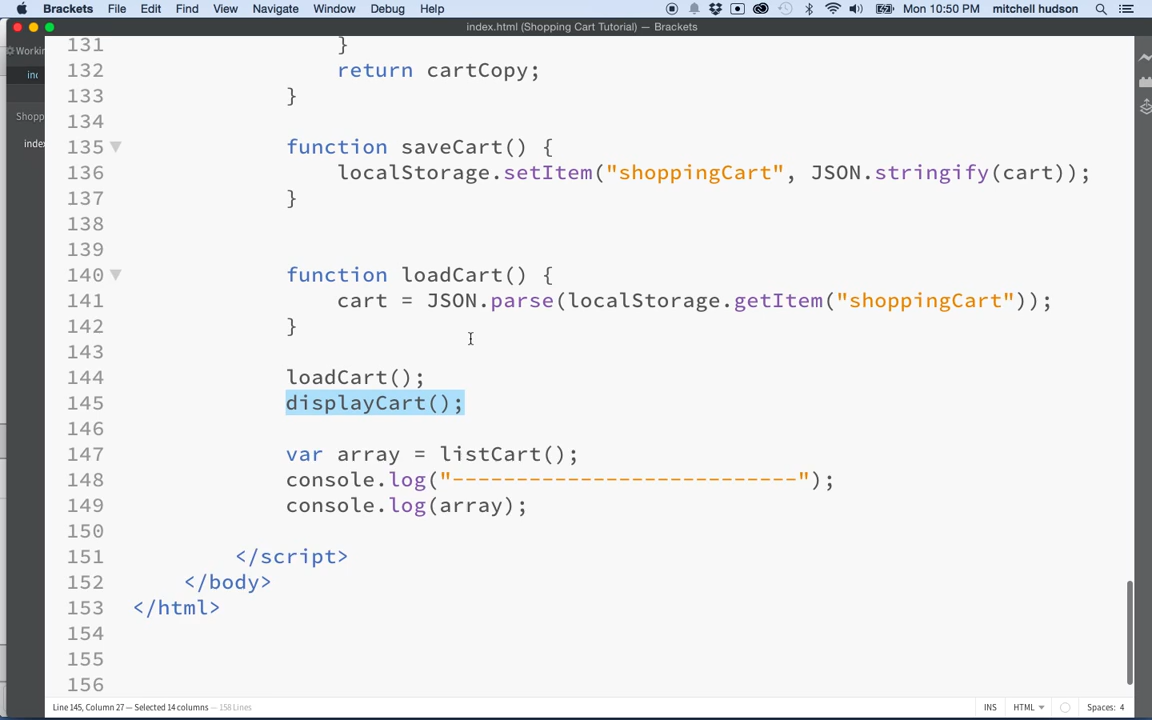 Brackets File Edit View Navigate Window Debug Help Mon 10:50 PM mitchell hudson
index.html (Shopping Cart Tutorial) — Brackets
Workin
inc
Shopp
index
131 }
132 return cartCopy;
133 }
134
135 function saveCart() {
136 localStorage.setItem("shoppingCart", JSON.stringify(cart));
137 }
138
139
140 function loadCart() {
141 cart = JSON.parse(localStorage.getItem("shoppingCart"));
142 }
143
144 loadCart();
145 displayCart();
146
147 var array = listCart();
148 console.log("---------------------------");
149 console.log(array);
150
151 </script>
152 </body>
153 </html>
154
155
156
Line 145, Column 27 — Selected 14 columns — 158 Lines INS HTML Spaces: 4